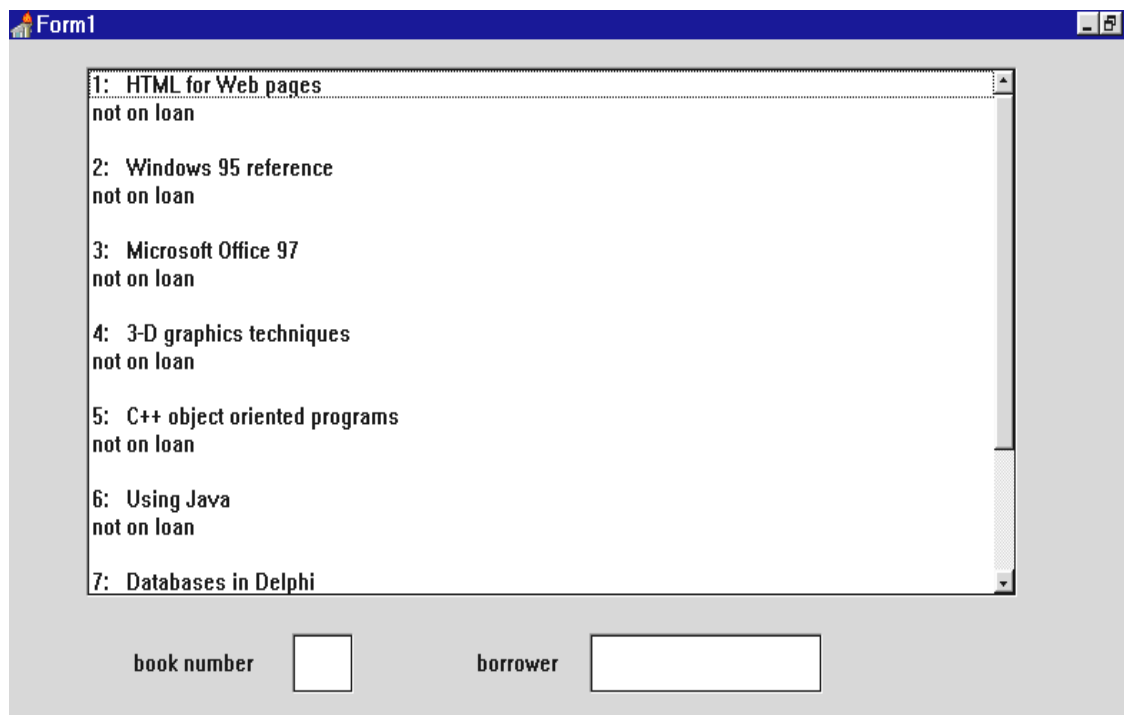 Form1
1: HTML for Web pages
not on loan
2: Windows 95 reference
not on loan
3: Microsoft Office 97
not on loan
4: 3-D graphics techniques
not on loan
5: C++ object oriented programs
not on loan
6: Using Java
not on loan
7: Databases in Delphi
book number borrower